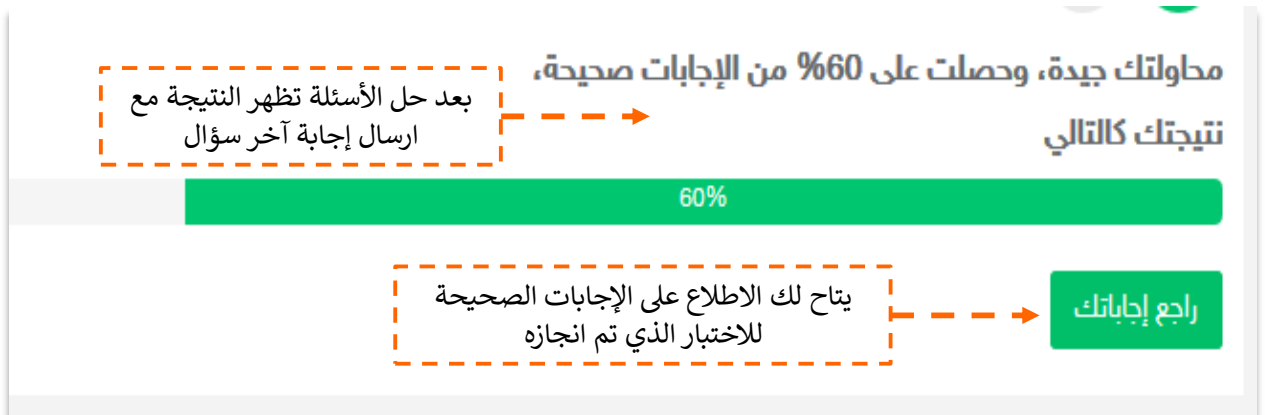 محاولتك جيدة، وحصلت على 60% من الإجابات صحيحة،
نتيجتك كالتالي
بعد حل الأسئلة تظهر النتيجة مع
ارسال إجابة آخر سؤال
60%
راجع إجاباتك
يتاح لك الاطلاع على الإجابات الصحيحة
للاختبار الذي تم انجازه